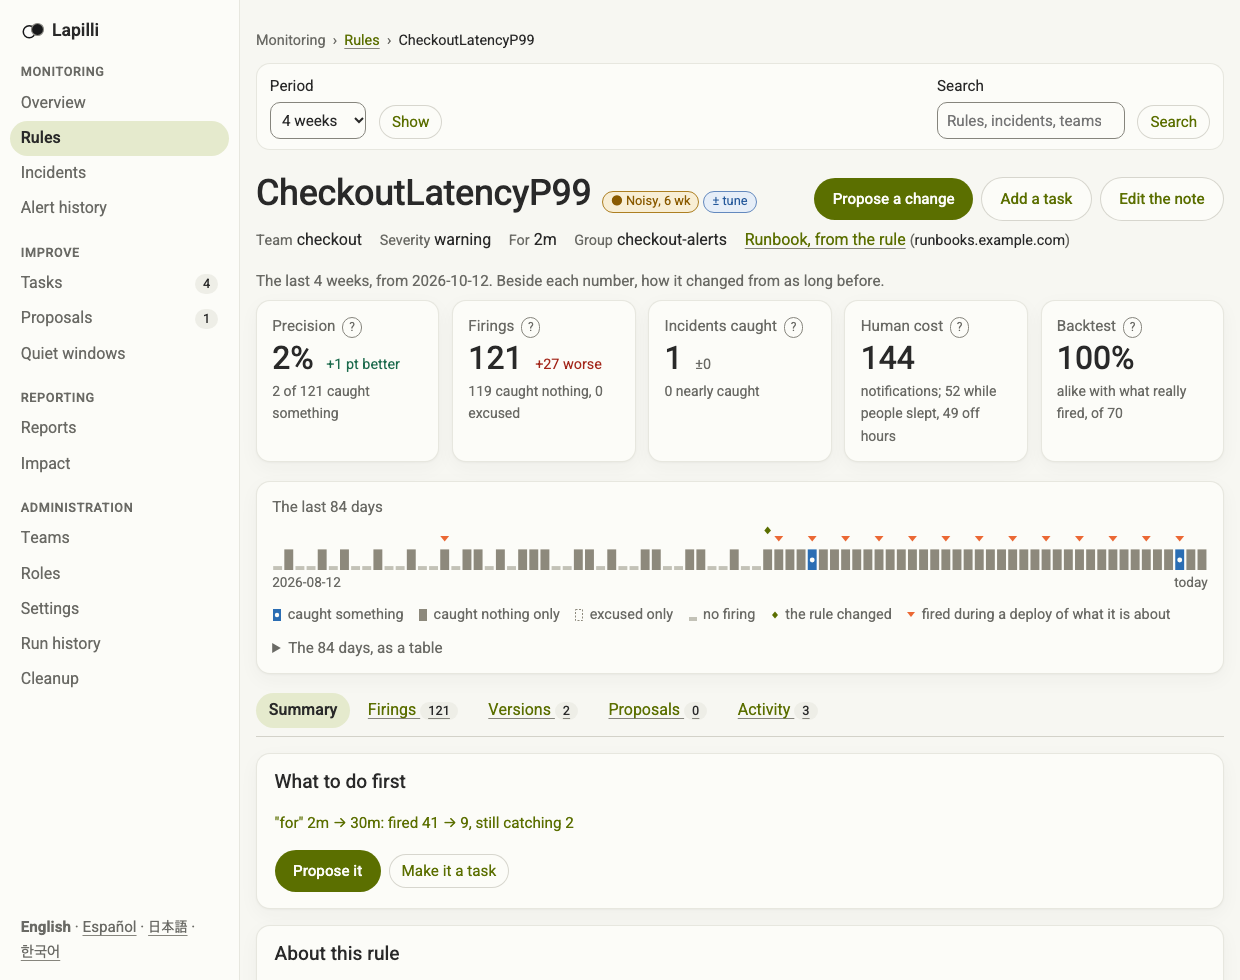 Lapilli
MONITORING
Overview
Rules
Incidents
Alert history
IMPROVE
Tasks 4
Proposals 1
Quiet windows
REPORTING
Reports
Impact
ADMINISTRATION
Teams
Roles
Settings
Run history
Cleanup
English · Español · 日本語 ·
한국어
Monitoring › Rules › CheckoutLatencyP99
Period
4 weeks
Show
Search
Rules, incidents, teams
Search
CheckoutLatencyP99
Noisy, 6 wk
± tune
Propose a change
Add a task
Edit the note
Team checkout Severity warning For 2m Group checkout-alerts Runbook, from the rule (runbooks.example.com)
The last 4 weeks, from 2026-10-12. Beside each number, how it changed from as long before.
Precision ?
2% +1 pt better
2 of 121 caught
something
Firings ?
121 +27 worse
119 caught nothing, 0
excused
Incidents caught ?
1 ±0
0 nearly caught
Human cost ?
144
notifications; 52 while
people slept, 49 off
hours
Backtest ?
100%
alike with what really
fired, of 70
The last 84 days
2026-08-12
today
caught something caught nothing only excused only no firing the rule changed fired during a deploy of what it is about
The 84 days, as a table
Summary
Firings 121
Versions 2
Proposals 0
Activity 3
What to do first
"for" 2m → 30m: fired 41 → 9, still catching 2
Propose it
Make it a task
About this rule